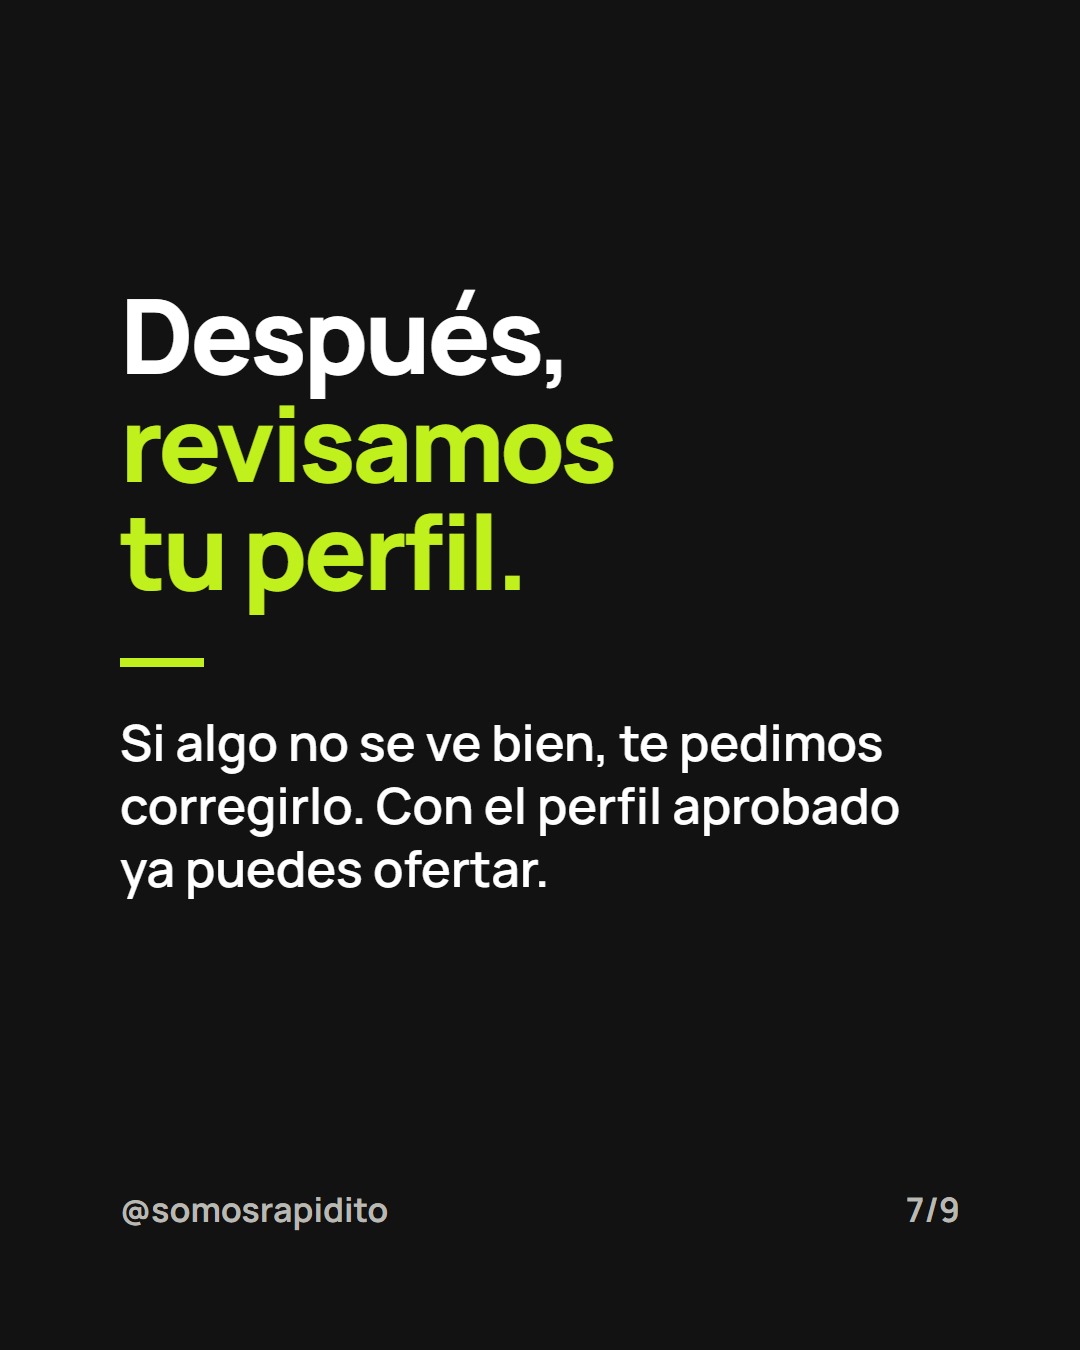 Después,
revisamos
tu perfil.
Si algo no se ve bien, te pedimos
corregirlo. Con el perfil aprobado
ya puedes ofertar.
@somosrapidito
7/9